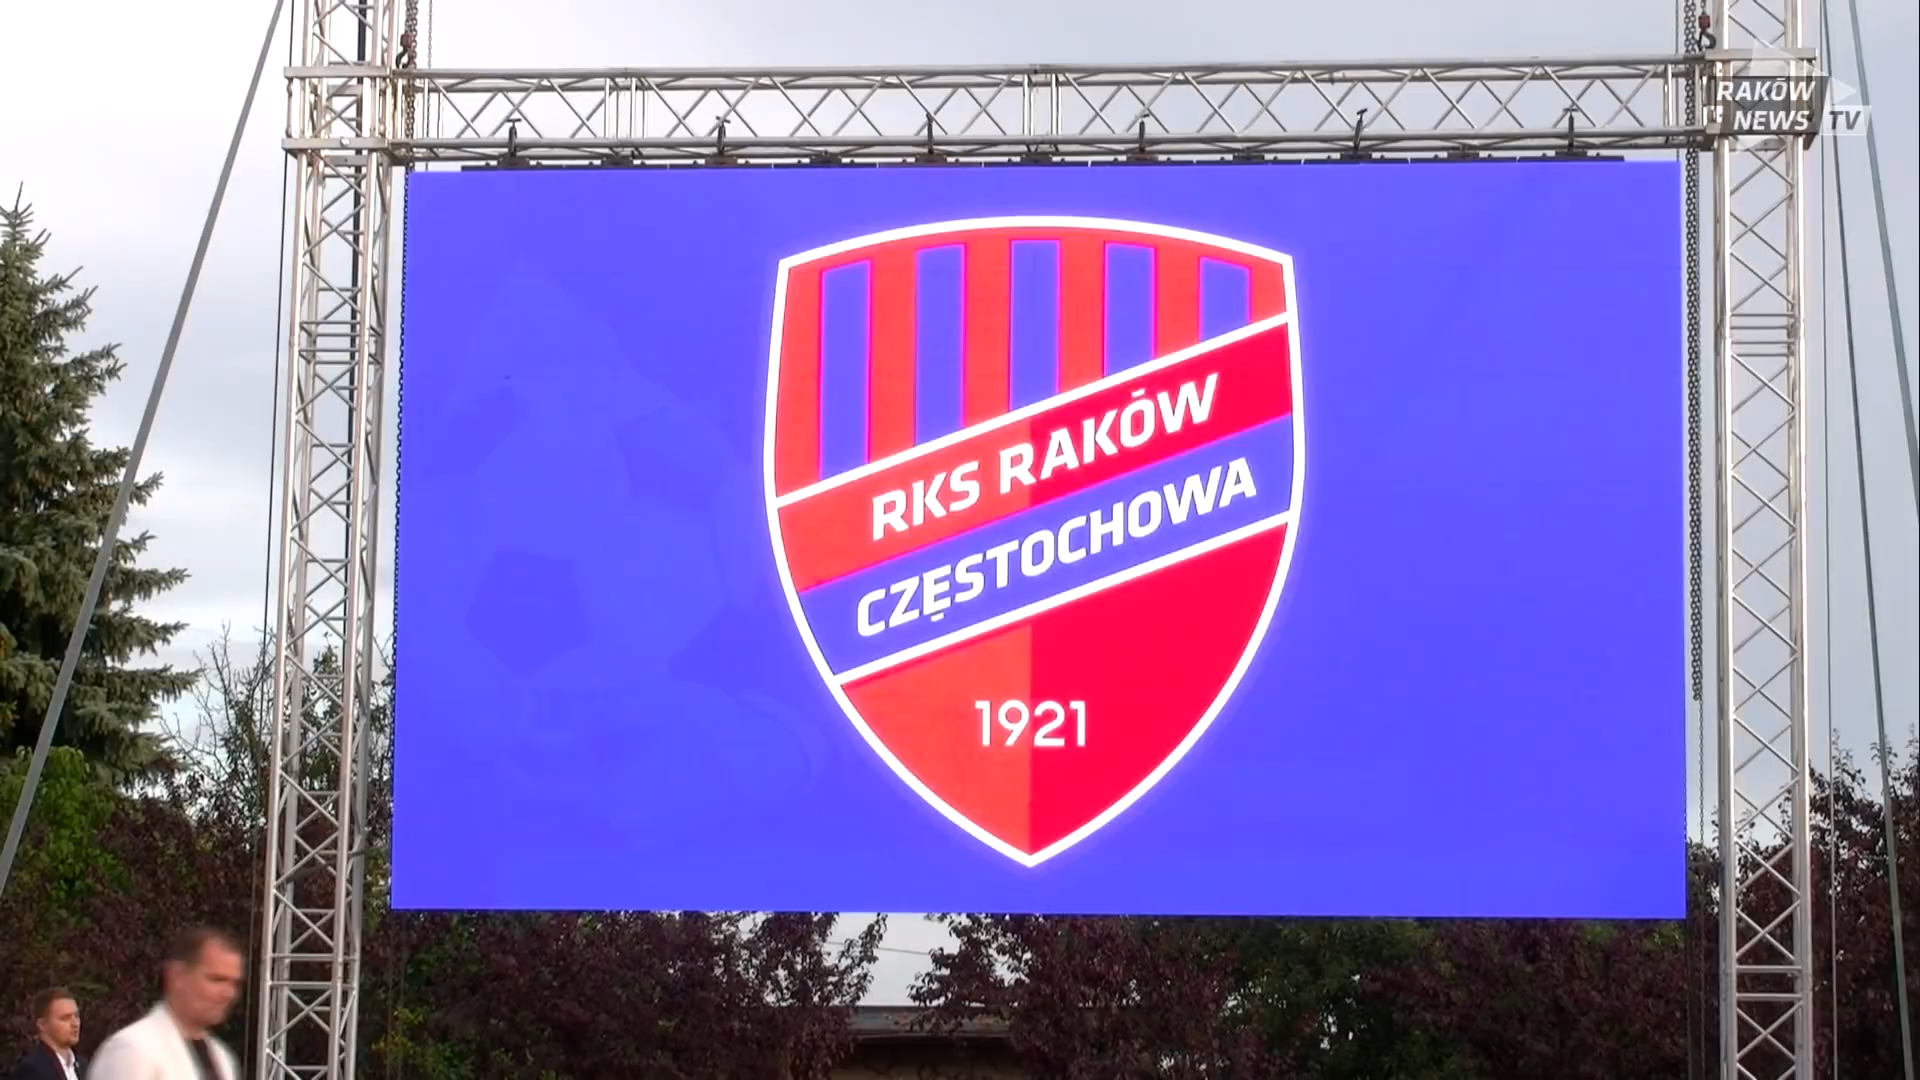 RAKÓW
NEWS TV
RKS RAKÓW
CZĘSTOCHOWA
1921